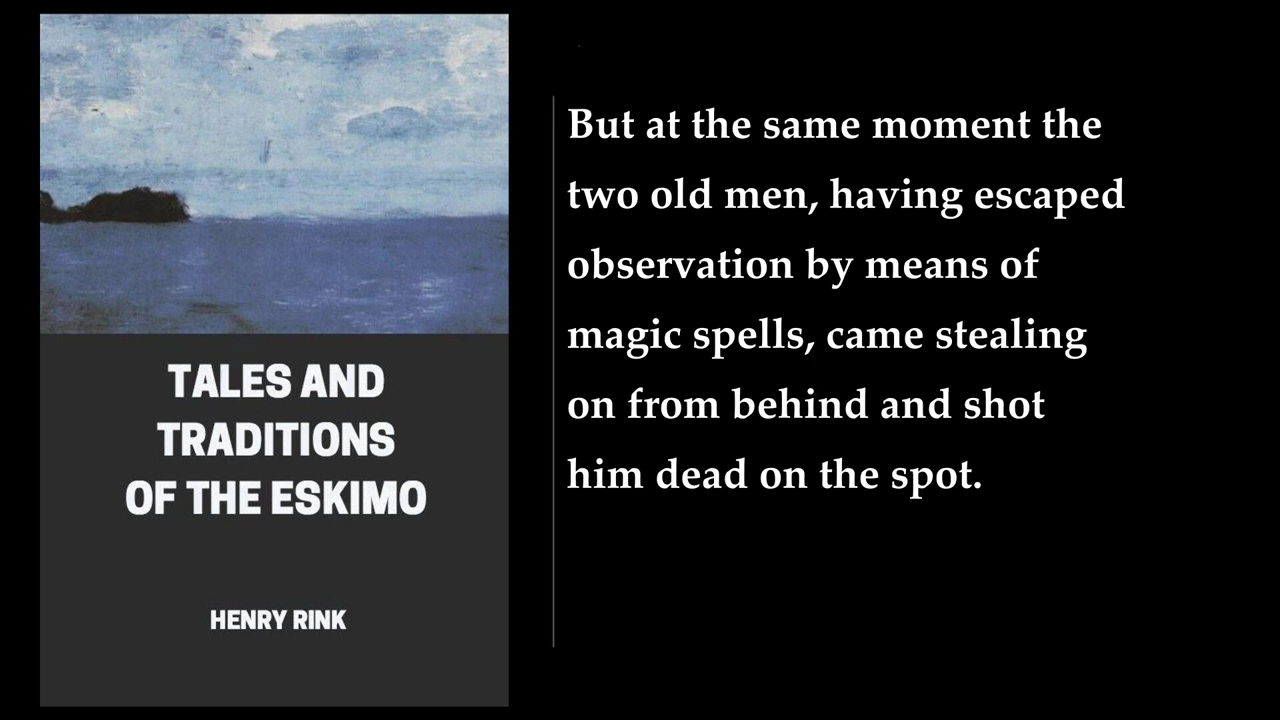 TALES AND
TRADITIONS
OF THE ESKIMO
HENRY RINK
But at the same moment the
two old men, having escaped
observation by means of
magic spells, came stealing
on from behind and shot
him dead on the spot.